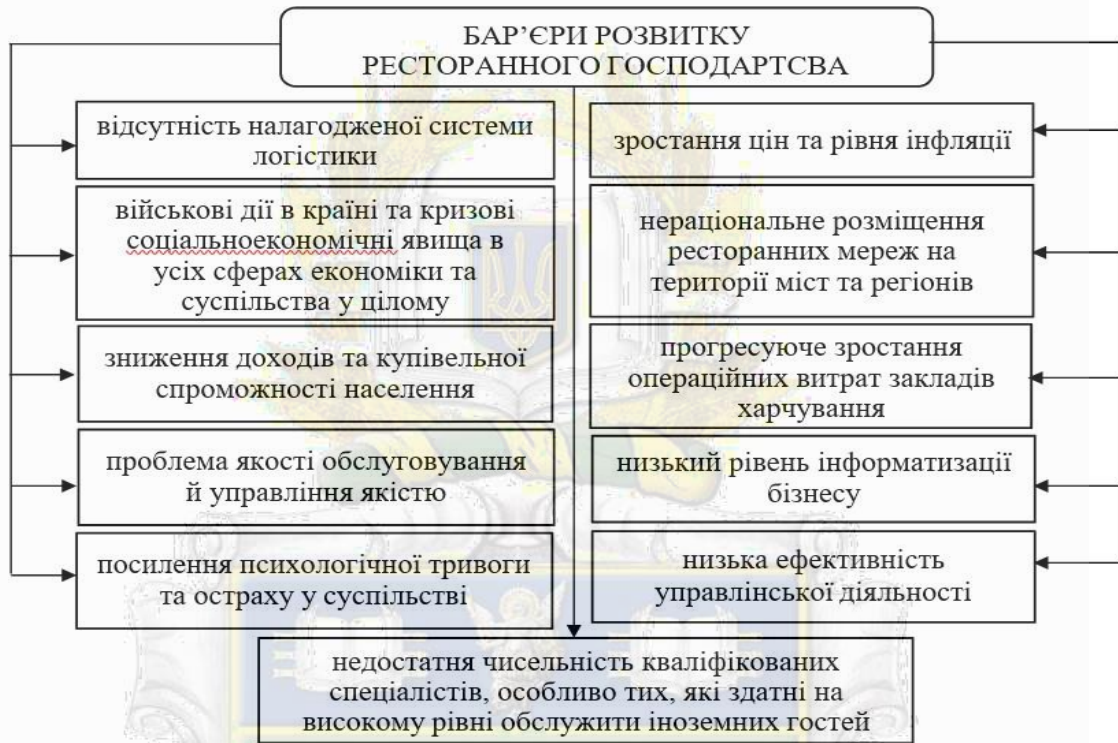 БАР’ЄРИ РОЗВИТКУ
РЕСТОРАННОГО ГОСПОДАРТСВА
відсутність налагодженої системи
логістики
військові дії в країні та кризові
соціальноекономічні явища в
усіх сферах економіки та
суспільства у цілому
зниження доходів та купівельної
спроможності населення
проблема якості обслуговування
й управління якістю
посилення психологічної тривоги
та остраху у суспільстві
зростання цін та рівня інфляції
нераціональне розміщення
ресторанних мереж на
території міст та регіонів
прогресуюче зростання
операційних витрат закладів
харчування
низький рівень інформатизації
бізнесу
низька ефективність
управлінської діяльності
недостатня чисельність кваліфікованих
спеціалістів, особливо тих, які здатні на
високому рівні обслужити іноземних гостей